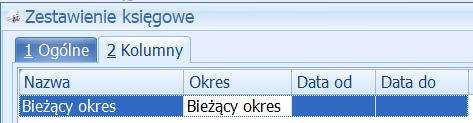 Zestawienie księgowe
1 Ogólne 2 Kolumny
Nazwa Okres Data od Data do
Bieżący okres Bieżący okres